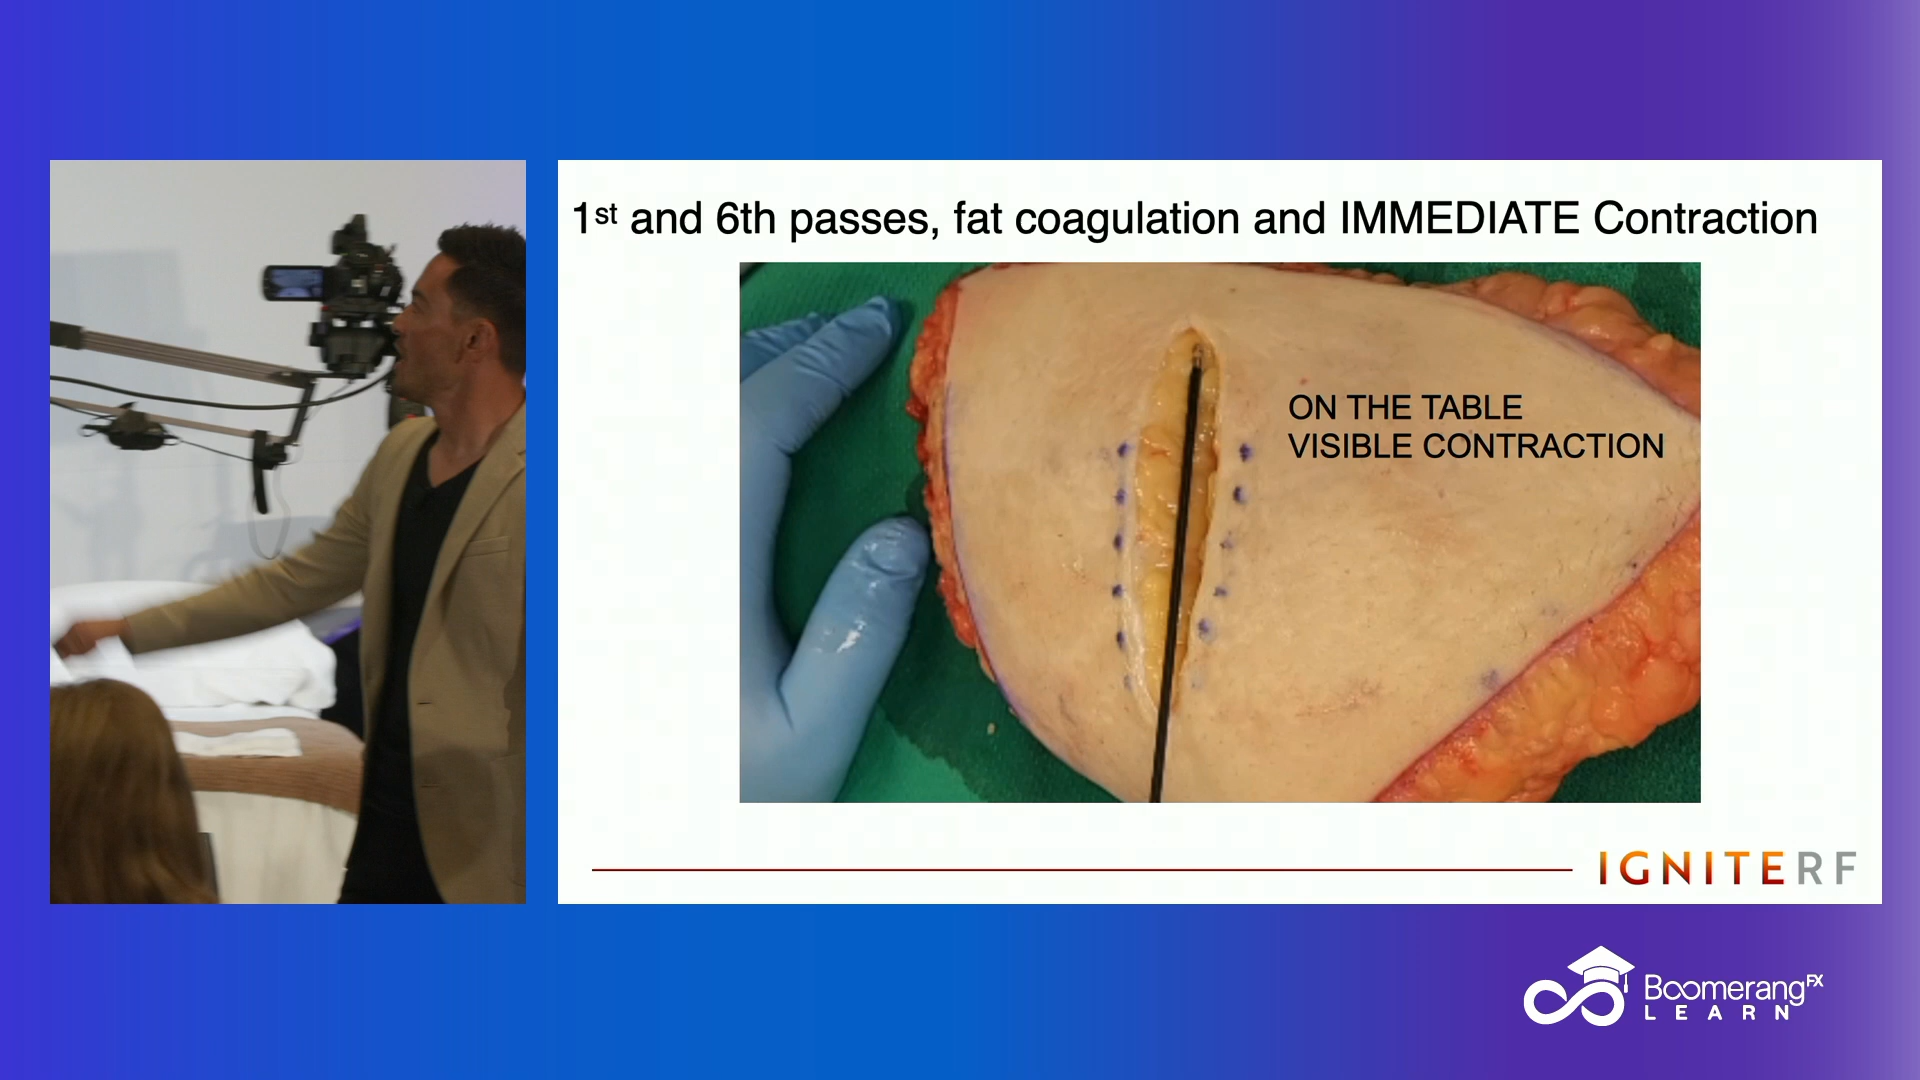 1st and 6th passes, fat coagulation and IMMEDIATE Contraction
ON THE TABLE
VISIBLE CONTRACTION
IGNITERF
BoomerangFX
LEARN